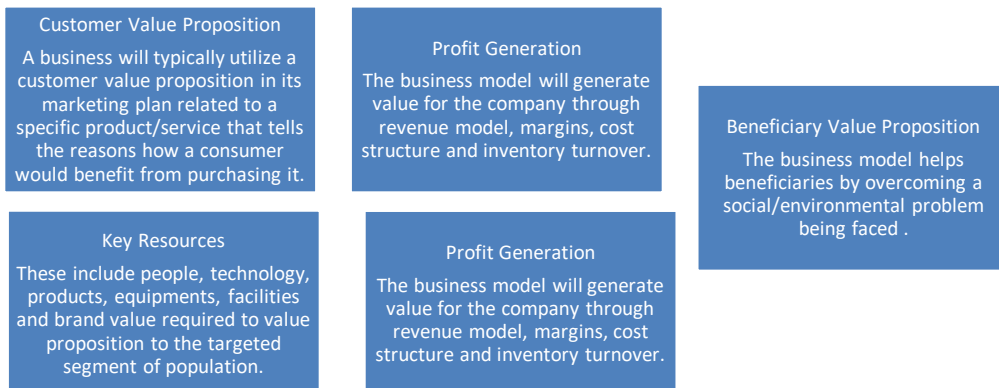 Customer Value Proposition
A business will typically utilize a
customer value proposition in its
marketing plan related to a
specific product/service that tells
the reasons how a consumer
would benefit from purchasing it.
Profit Generation
The business model will generate
value for the company through
revenue model, margins, cost
structure and inventory turnover.
Beneficiary Value Proposition
The business model helps
beneficiaries by overcoming a
social/environmental problem
being faced .
Key Resources
These include people, technology,
products, equipments, facilities
and brand value required to value
proposition to the targeted
segment of population.
Profit Generation
The business model will generate
value for the company through
revenue model, margins, cost
structure and inventory turnover.